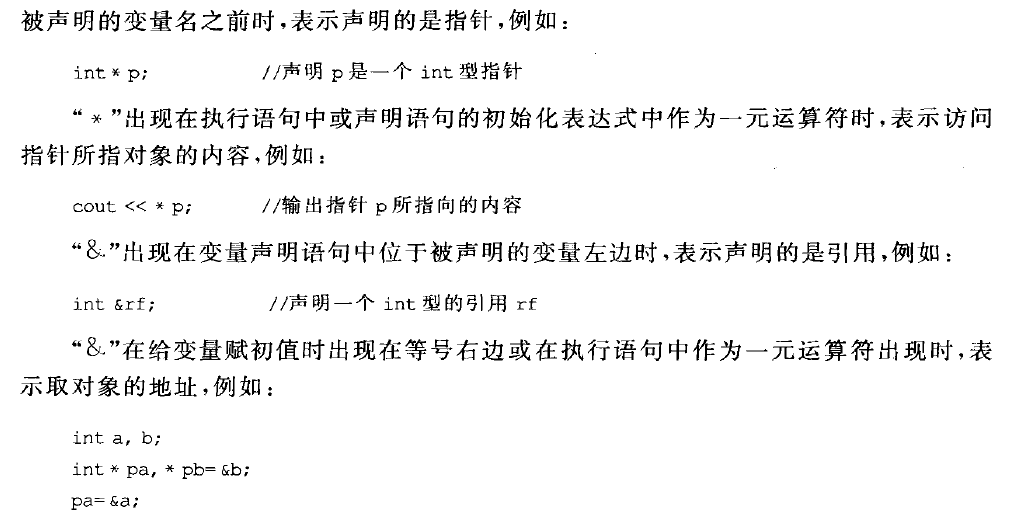 被声明的变量名之前时,表示声明的是指针,例如:
int * p; //声明 p 是一个 int 型指针
“ * ”出现在执行语句中或声明语句的初始化表达式中作为一元运算符时,表示访问
指针所指对象的内容,例如:
cout << * p; //输出指针 p 所指向的内容
“&”出现在变量声明语句中位于被声明的变量左边时,表示声明的是引用,例如:
int &rf; //声明一个 int 型的引用 rf
“&”在给变量赋初值时出现在等号右边或在执行语句中作为一元运算符出现时,表
示取对象的地址,例如:
int a, b;
int * pa, * pb= &b;
pa= &a;